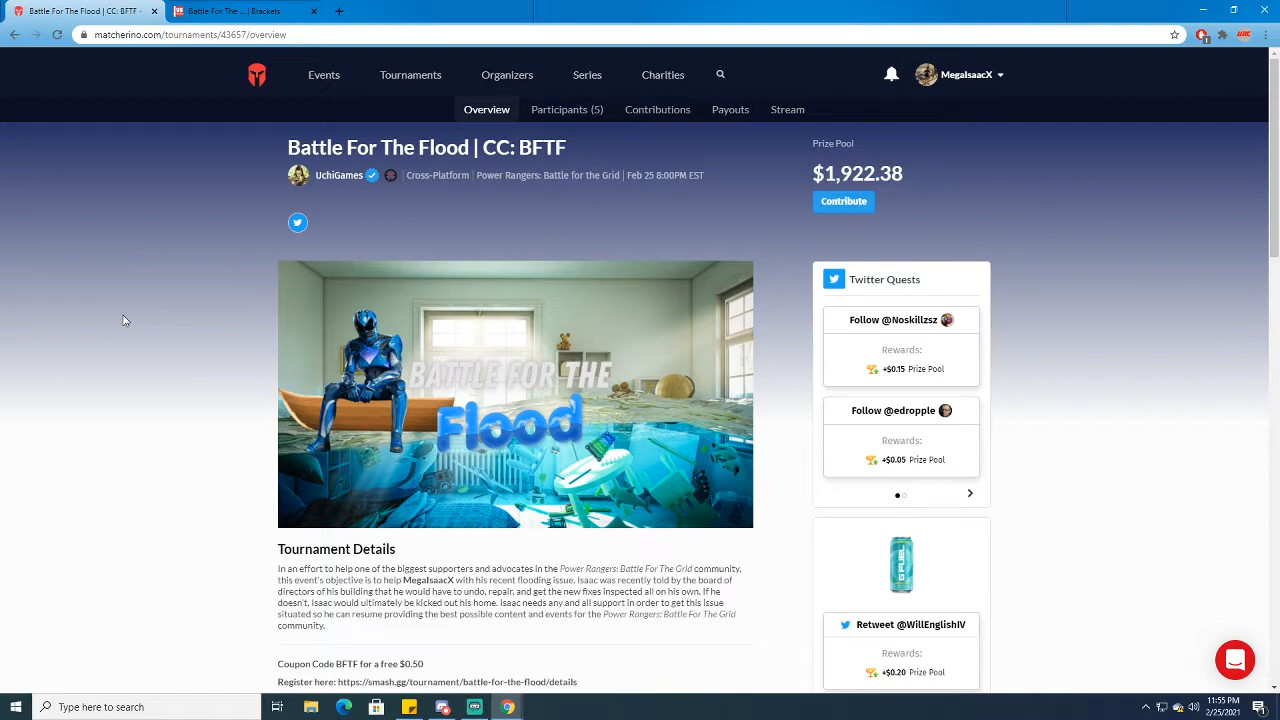 Battle For The Flood | CC: BFTF -
Battle For The ... | Brackets
matcherino.com/tournaments/43657/overview
Events
Tournaments
Organizers
Series
Charities
MegaIsaacX
Overview
Participants (5)
Contributions
Payouts
Stream
Battle For The Flood | CC: BFTF
UchiGames
Cross-Platform | Power Rangers: Battle for the Grid | Feb 25 8:00PM EST
Prize Pool
$1,922.38
Contribute
BATTLE FOR THE
Flood
Twitter Quests
Follow @Noskillzsz
Rewards:
+$0.15 Prize Pool
Follow @edropple
Rewards:
+$0.05 Prize Pool
G FUEL
Retweet @WillEnglishIV
Rewards:
+$0.20 Prize Pool
Tournament Details
In an effort to help one of the biggest supporters and advocates in the Power Rangers: Battle For The Grid community,
this event's objective is to help MegaIsaacX with his recent flooding issue. Isaac was recently told by the board of
directors of his building that he would have to undo, repair, and get the new fixes inspected all on his own. If he
doesn't, Isaac would ultimately be kicked out his home. Isaac needs any and all support in order to get this issue
situated so he can resume providing the best possible content and events for the Power Rangers: Battle For The Grid
community.
Coupon Code BFTF for a free $0.50
Register here: https://smash.gg/tournament/battle-for-the-flood/details
Type here to search
11:55 PM
2/25/2021